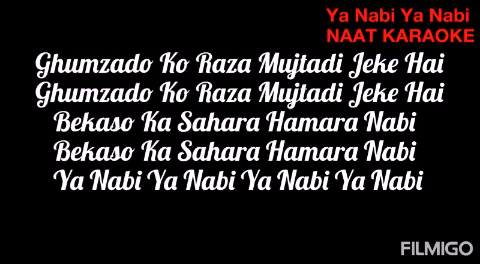 Ya Nabi Ya Nabi
NAAT KARAOKE
Ghumzado Ko Raza Mujtadi Jeke Hai
Ghumzado Ko Raza Mujtadi Jeke Hai
Bekaso Ka Sahara Hamara Nabi
Bekaso Ka Sahara Hamara Nabi
Ya Nabi Ya Nabi Ya Nabi Ya Nabi
FILMIGO